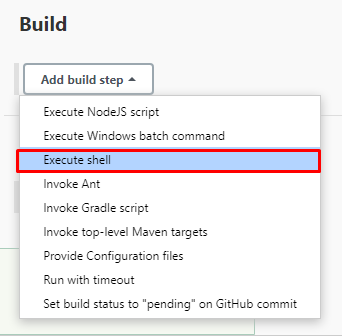 Build
Add build step
Execute NodeJS script
Execute Windows batch command
Execute shell
Invoke Ant
Invoke Gradle script
Invoke top-level Maven targets
Provide Configuration files
Run with timeout
Set build status to "pending" on GitHub commit